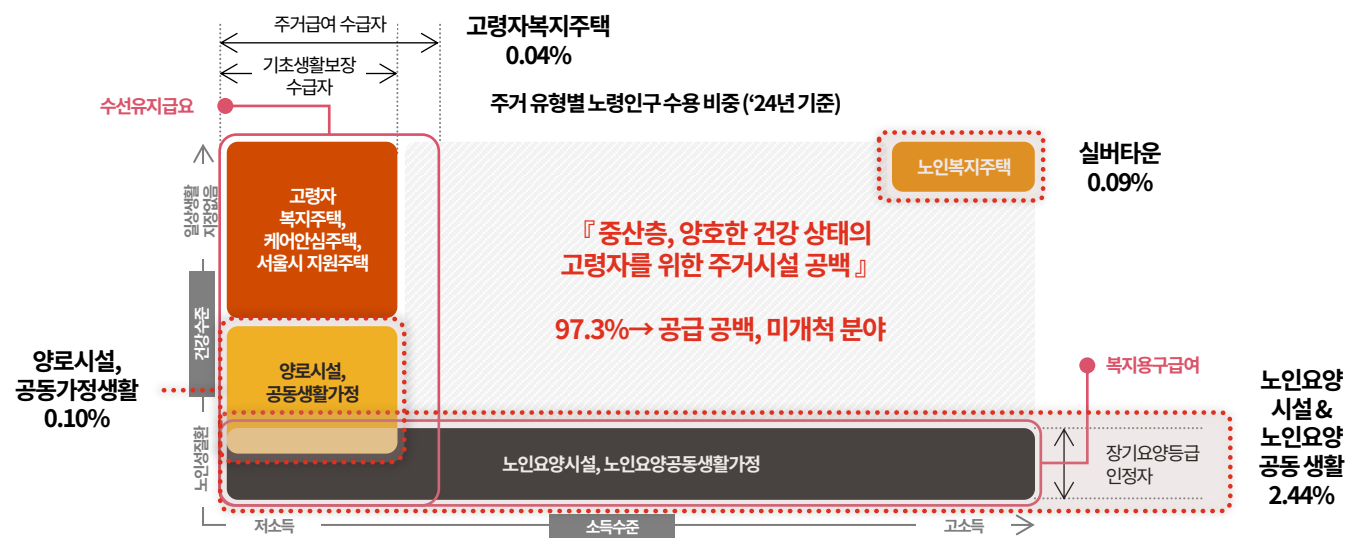 주거급여 수급자
고령자복지주택
0.04%
기초생활보장
수급자
주거 유형별 노령인구 수용 비중 (‘24년 기준)
수선유지급요
노인복지주택
실버타운
0.09%
일상생활
지장없음
고령자
복지주택,
케어안심주택,
서울시 지원주택
『 중산층, 양호한 건강 상태의
고령자를 위한 주거시설 공백 』
97.3%→ 공급 공백, 미개척 분야
건강수준
양로시설,
공동가정생활
0.10%
양로시설,
공동생활가정
복지용구급여
노인요양
시설 &
노인요양
공동 생활
2.44%
노인성질환
노인요양시설, 노인요양공동생활가정
장기요양등급
인정자
저소득
소득수준
고소득